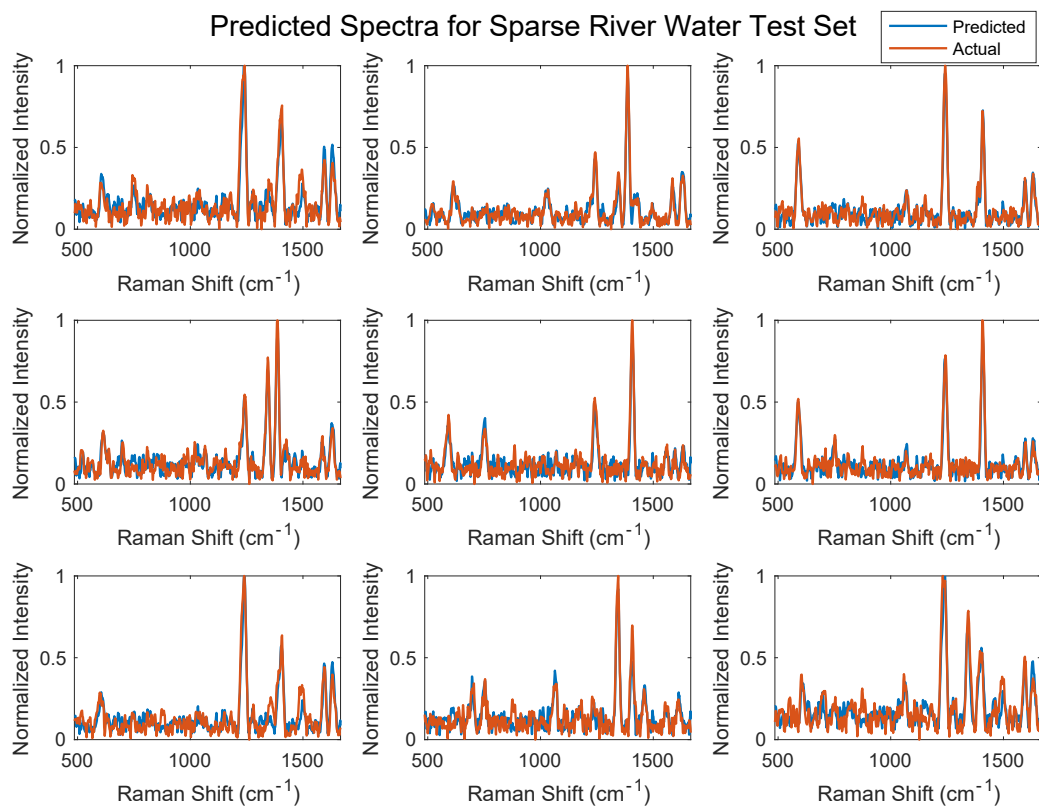 Predicted Spectra for Sparse River Water Test Set
Predicted
Actual
Normalized Intensity
1
0.5
0
500 1000 1500
Raman Shift (cm-1)
Normalized Intensity
1
0.5
0
500 1000 1500
Raman Shift (cm-1)
Normalized Intensity
1
0.5
0
500 1000 1500
Raman Shift (cm-1)
Normalized Intensity
1
0.5
0
500 1000 1500
Raman Shift (cm-1)
Normalized Intensity
1
0.5
0
500 1000 1500
Raman Shift (cm-1)
Normalized Intensity
1
0.5
0
500 1000 1500
Raman Shift (cm-1)
Normalized Intensity
1
0.5
0
500 1000 1500
Raman Shift (cm-1)
Normalized Intensity
1
0.5
0
500 1000 1500
Raman Shift (cm-1)
Normalized Intensity
1
0.5
0
500 1000 1500
Raman Shift (cm-1)